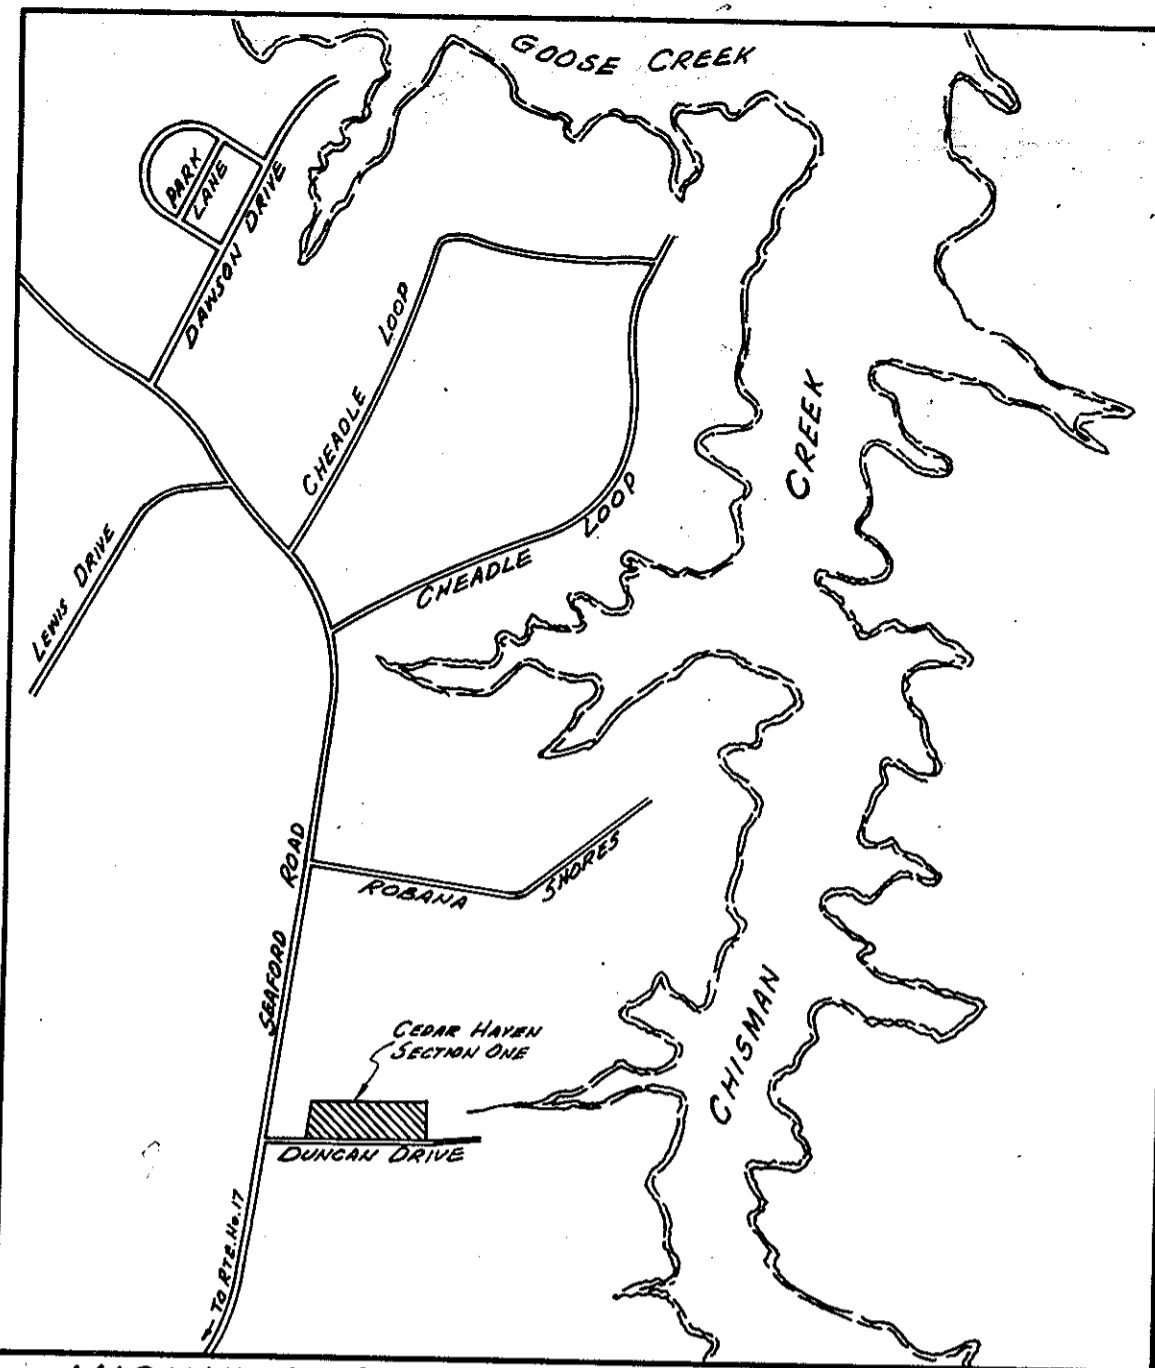 GOOSE CREEK
PARK
LANE
DAWSON DRIVE
CHEADLE LOOP
CREEK
LEWIS DRIVE
CHEADLE LOOP
SEAFORD ROAD
ROBANA SHORES
CEDAR HAVEN
SECTION ONE
CHISMAN
DUNCAN DRIVE
TO RTE. No. 17